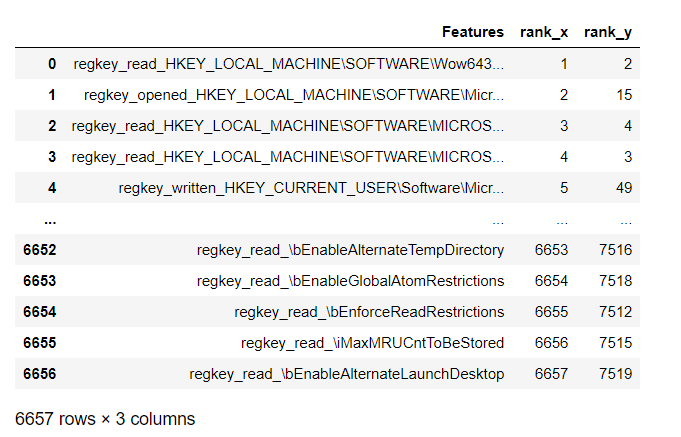 Features rank_x rank_y
0 regkey_read_HKEY_LOCAL_MACHINE\SOFTWARE\Wow643... 1 2
1 regkey_opened_HKEY_LOCAL_MACHINE\SOFTWARE\Micr... 2 15
2 regkey_read_HKEY_LOCAL_MACHINE\SOFTWARE\MICROS... 3 4
3 regkey_read_HKEY_LOCAL_MACHINE\SOFTWARE\MICROS... 4 3
4 regkey_written_HKEY_CURRENT_USER\Software\Micr... 5 49
... ... ... ...
6652 regkey_read_\bEnableAlternateTempDirectory 6653 7516
6653 regkey_read_\bEnableGlobalAtomRestrictions 6654 7518
6654 regkey_read_\bEnforceReadRestrictions 6655 7512
6655 regkey_read_\iMaxMRUCntToBeStored 6656 7515
6656 regkey_read_\bEnableAlternateLaunchDesktop 6657 7519
6657 rows × 3 columns